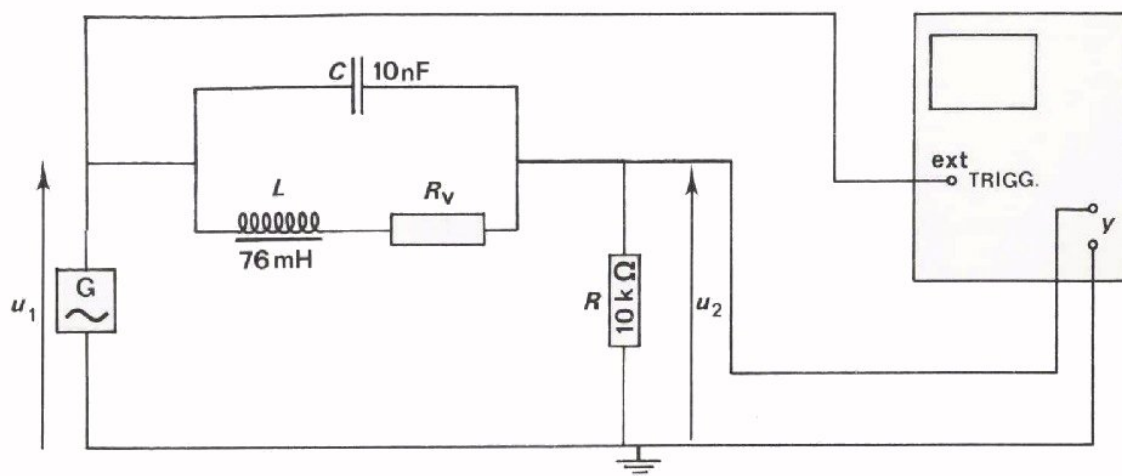 C 10nF
ext
TRIGG.
L
Rv
y
76mH
G
u1
R
10kΩ
u2